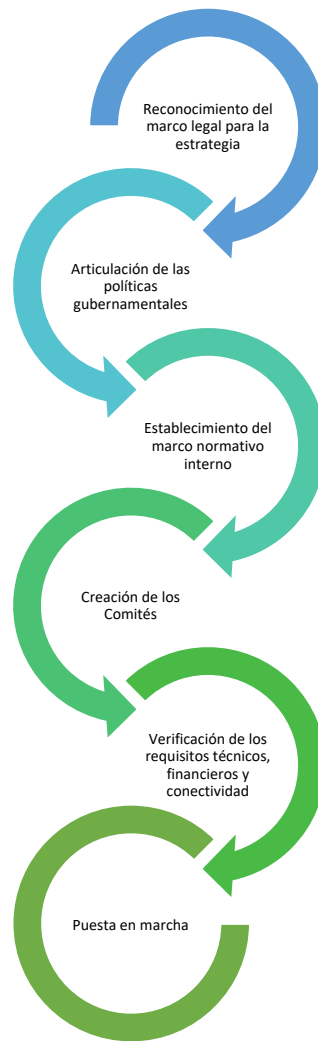 Reconocimiento del
marco legal para la
estrategia
Articulación de las
políticas
gubernamentales
Establecimiento del
marco normativo
interno
Creación de los
Comités
Verificación de los
requisitos técnicos,
financieros y
conectividad
Puesta en marcha